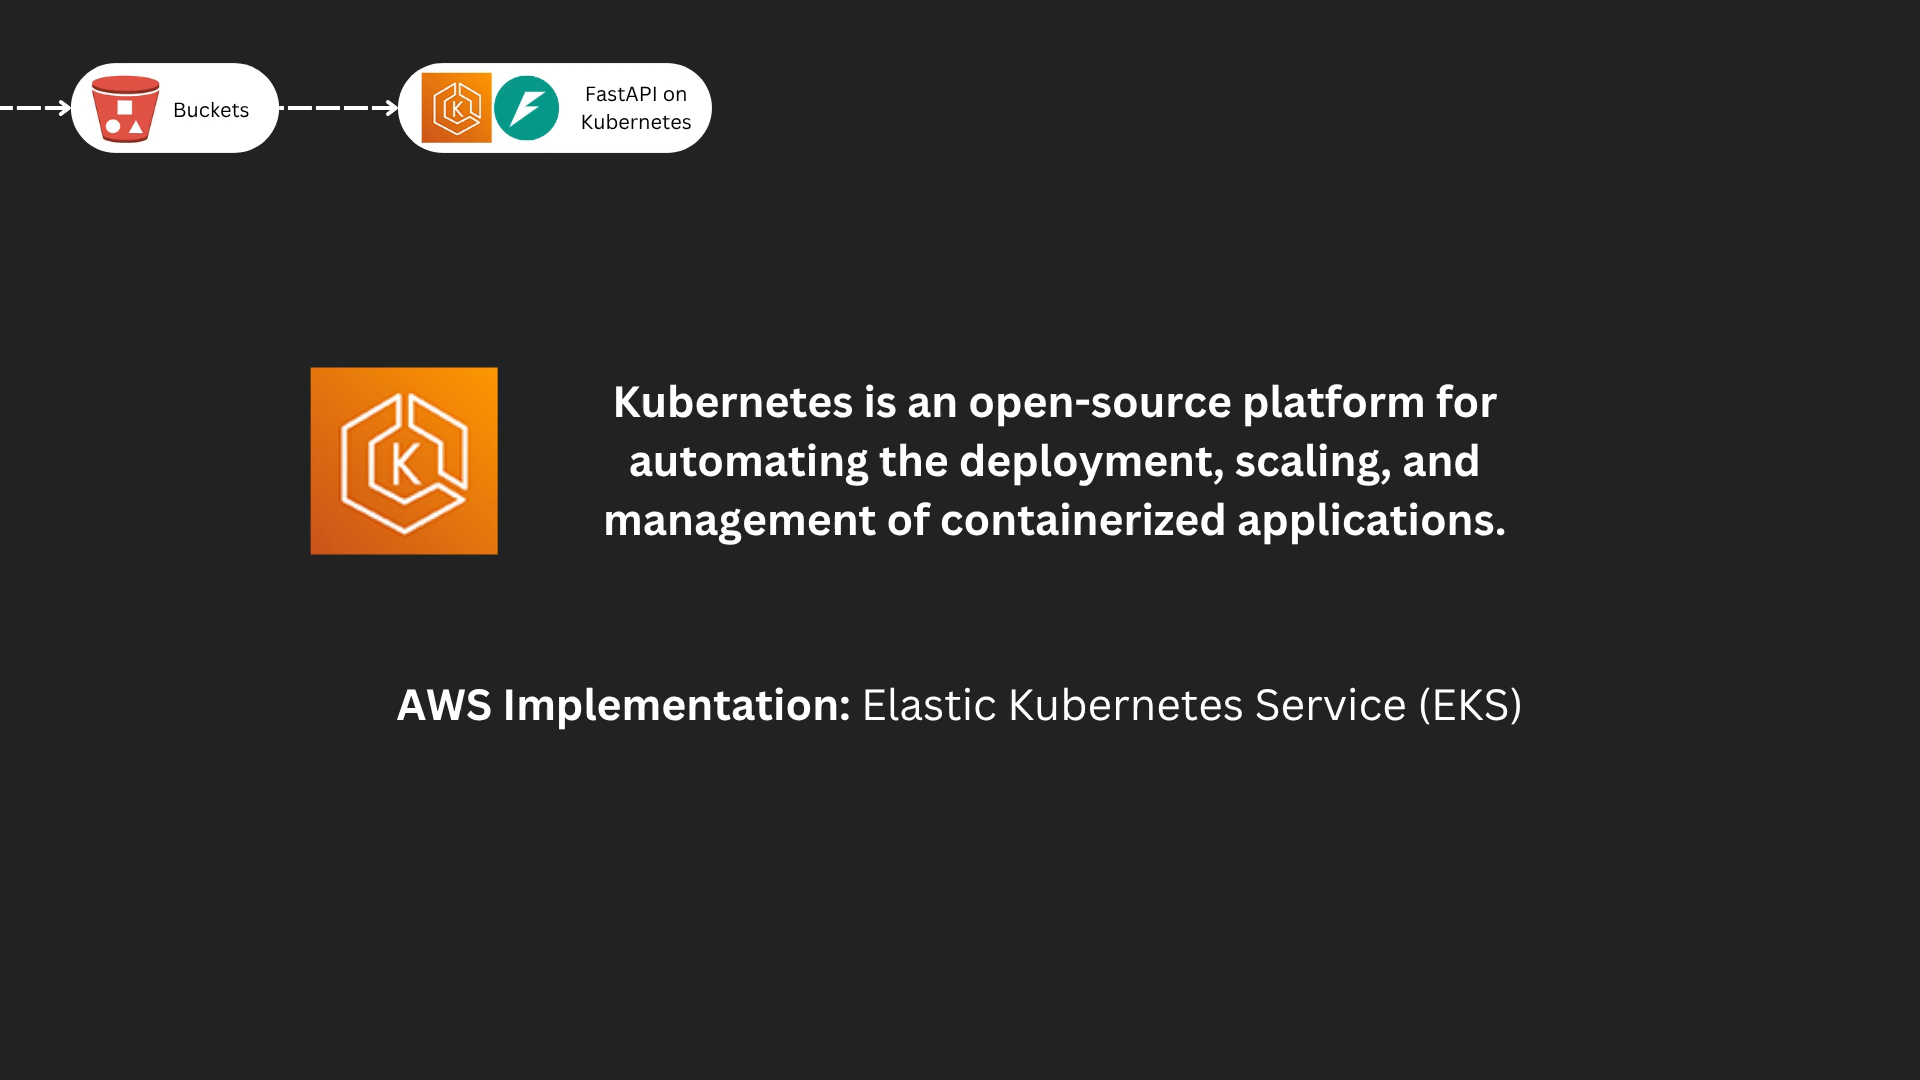 Buckets
FastAPI on
Kubernetes
K
K
Kubernetes is an open-source platform for
automating the deployment, scaling, and
management of containerized applications.
AWS Implementation: Elastic Kubernetes Service (EKS)